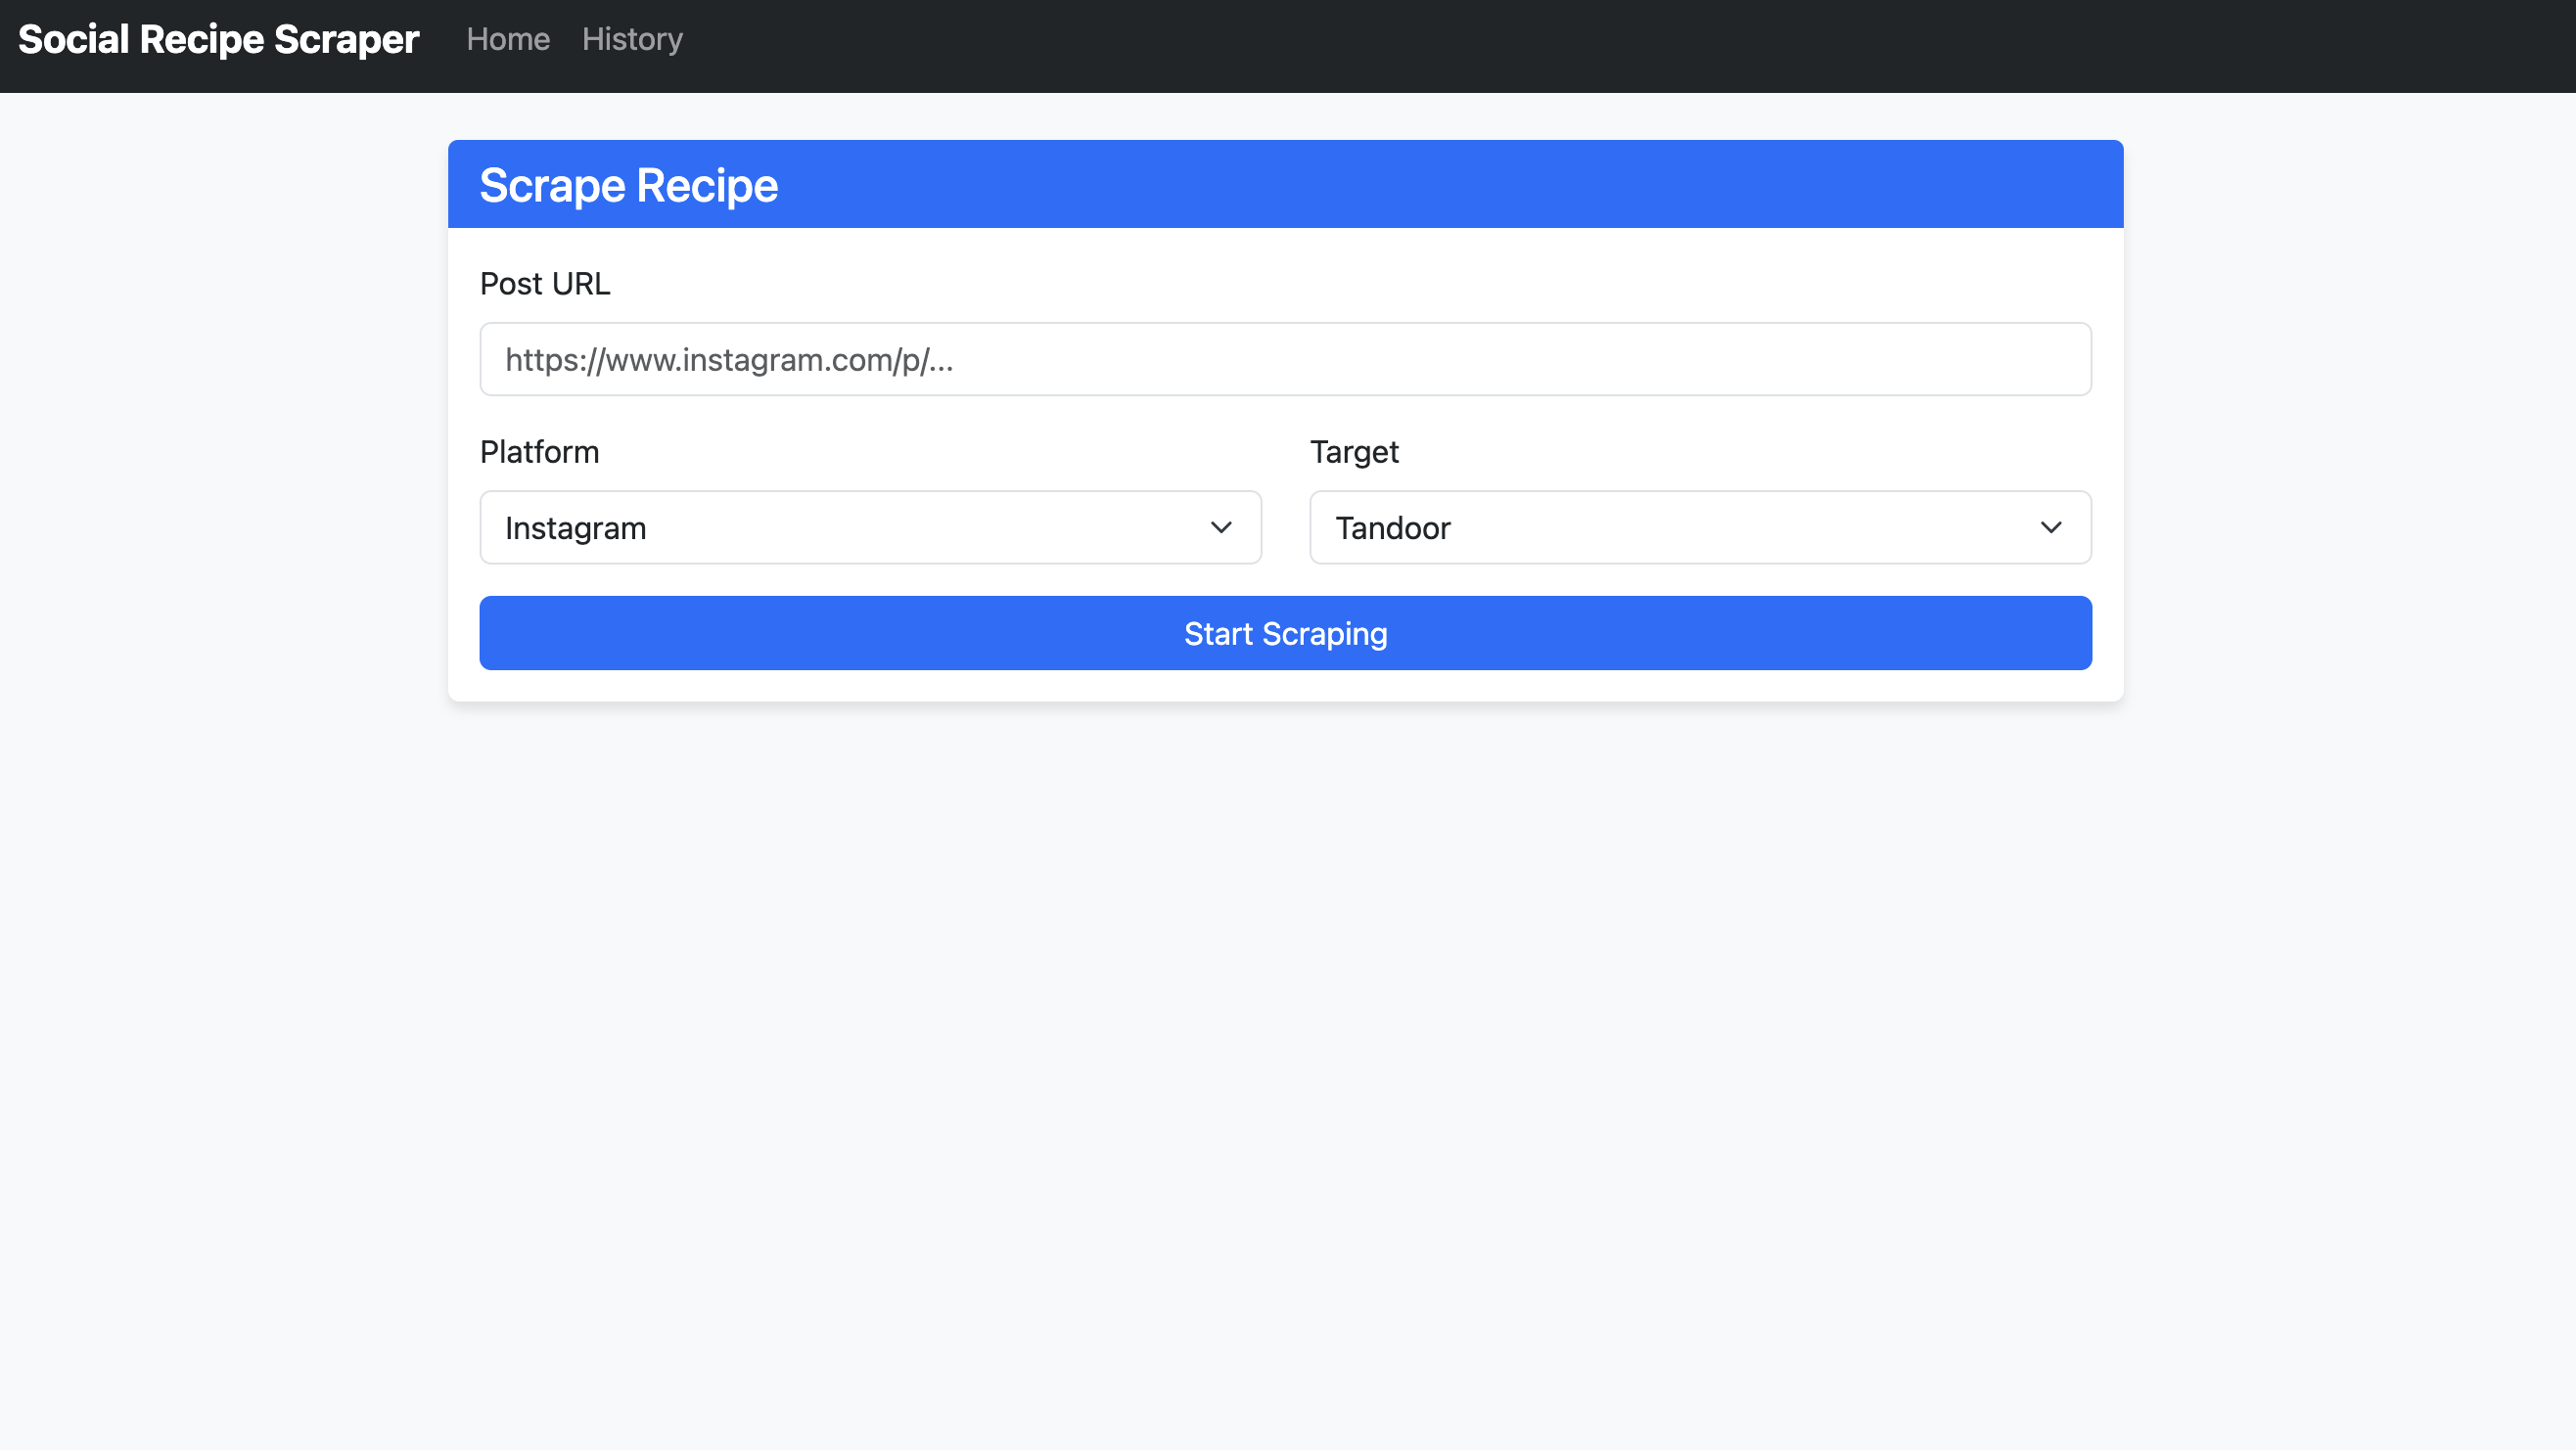 Social Recipe Scraper Home History
Scrape Recipe
Post URL
https://www.instagram.com/p/...
Platform Target
Instagram Tandoor
Start Scraping